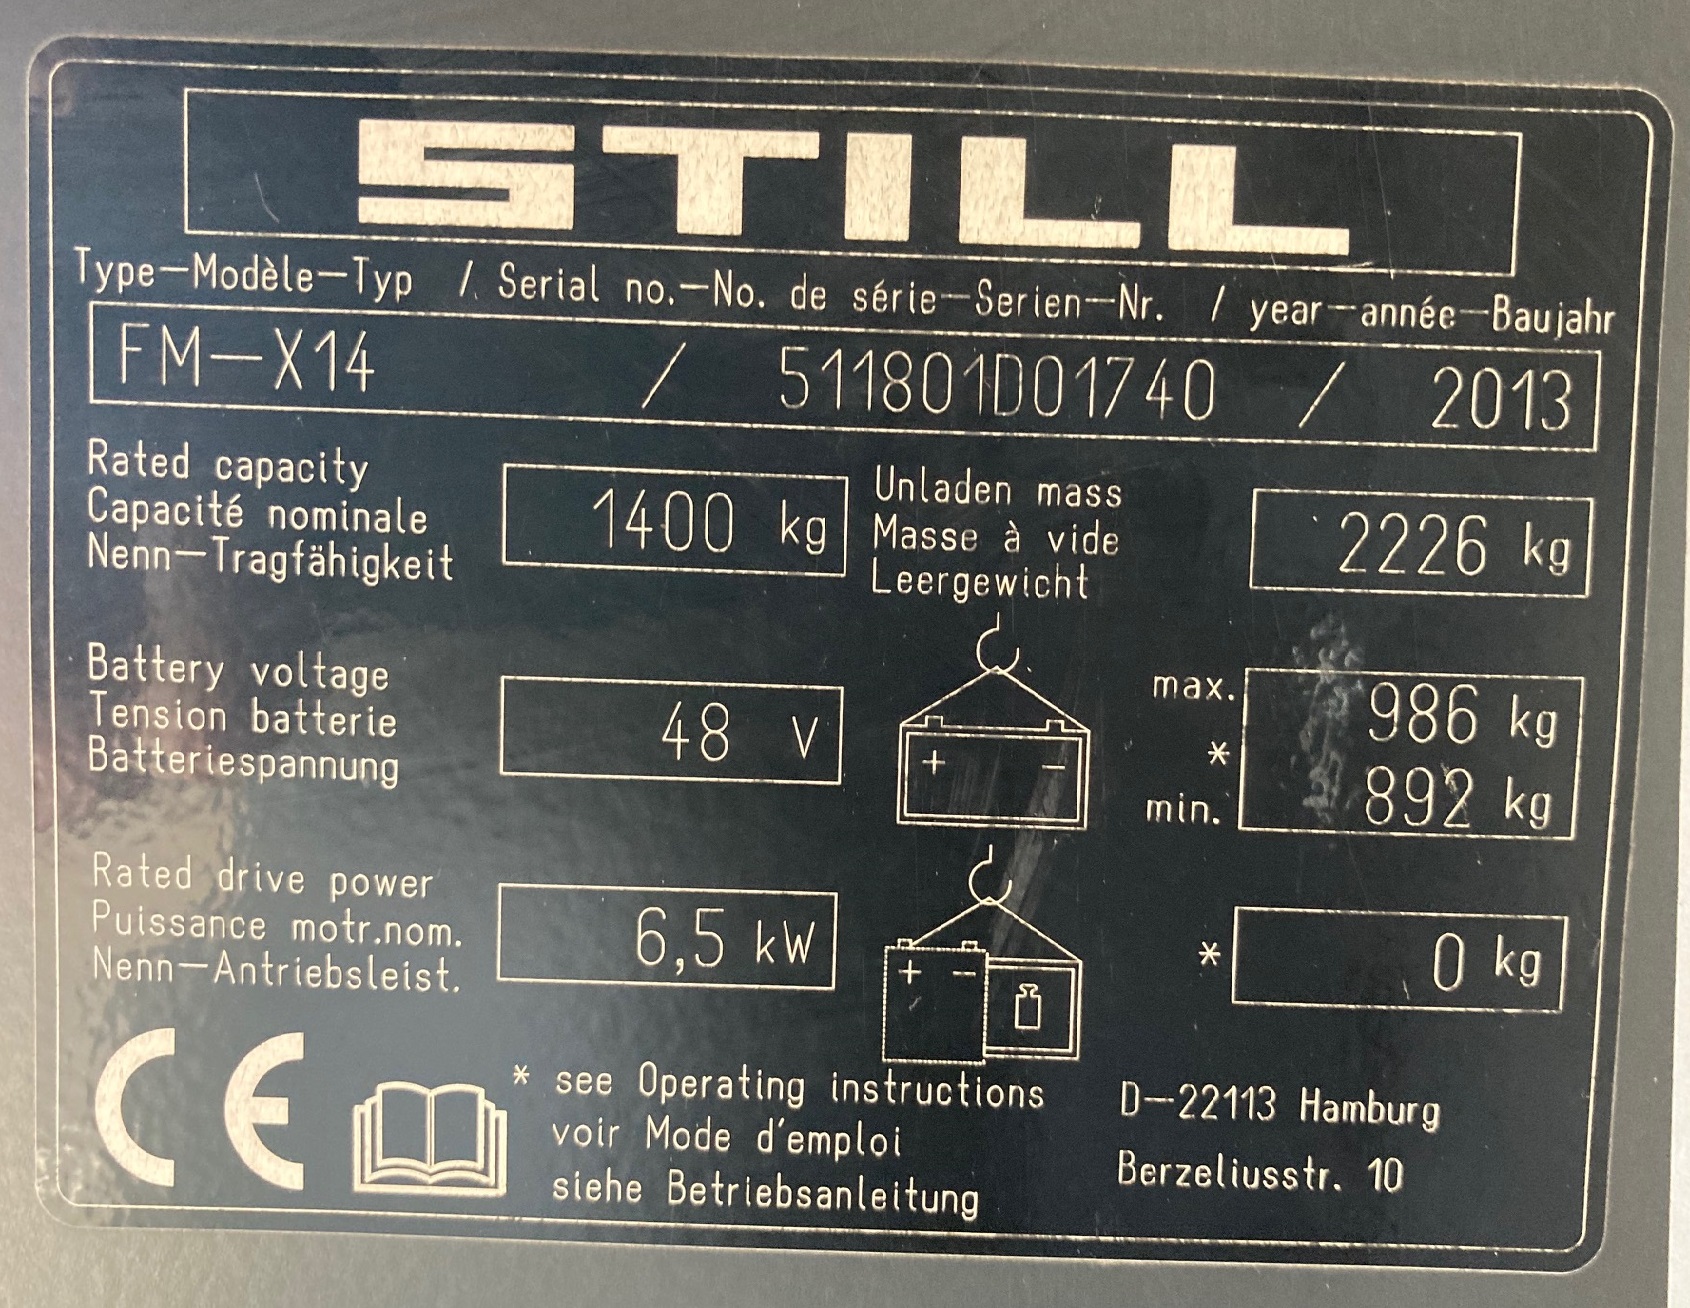 STILL
Type-Modèle-Typ / Serial no.-No. de série-Serien-Nr. / year-année-Baujahr
FM-X14 / 511801D01740 / 2013
Rated capacity
Capacité nominale
Nenn-Tragfähigkeit
1400 kg
Unladen mass
Masse à vide
Leergewicht
2226 kg
Battery voltage
Tension batterie
Batteriespannung
48 V
+ -
max. 986 kg
*
min. 892 kg
Rated drive power
Puissance motr.nom.
Nenn-Antriebsleist.
6,5 kW
+ -
* 0 kg
CE
* see Operating instructions
voir Mode d'emploi
siehe Betriebsanleitung
D-22113 Hamburg
Berzeliusstr. 10